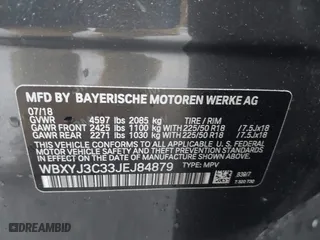 MFD BY BAYERISCHE MOTOREN WERKE AG
07/18
GVWR 4597 lbs 2085 kg TIRE / RIM
GAWR FRONT 2425 lbs 1100 kg WITH 225/50 R18 / 7.5Jx18
GAWR REAR 2271 lbs 1030 kg WITH 225/50 R18 / 7.5Jx18
THIS VEHICLE CONFORMS TO ALL APPLICABLE U.S. FEDERAL
MOTOR VEHICLE SAFETY, BUMPER AND THEFT PREVENTION
STANDARDS IN EFFECT ON THE DATE OF MANUFACTURE SHOWN ABOVE.
WBXYJ3C33JEJ84879 TYPE: MPV